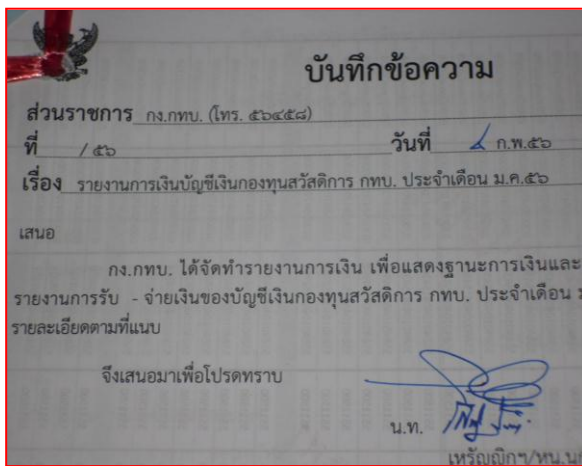 บันทึกข้อความ
ส่วนราชการ กง.กทบ. (โทร. ๕๖๔๕๘)
ที่ / ๕๖ วันที่ ๔ ก.พ.๕๖
เรื่อง รายงานการเงินบัญชีเงินกองทุนสวัสดิการ กทบ. ประจำเดือน ม.ค.๕๖
เสนอ
กง.กทบ. ได้จัดทำรายงานการเงิน เพื่อแสดงฐานะการเงินและ
รายงานการรับ - จ่ายเงินของบัญชีเงินกองทุนสวัสดิการ กทบ. ประจำเดือน
รายละเอียดตามที่แนบ
จึงเสนอมาเพื่อโปรดทราบ
น.ท.
เหรัญญิกฯ/หน.